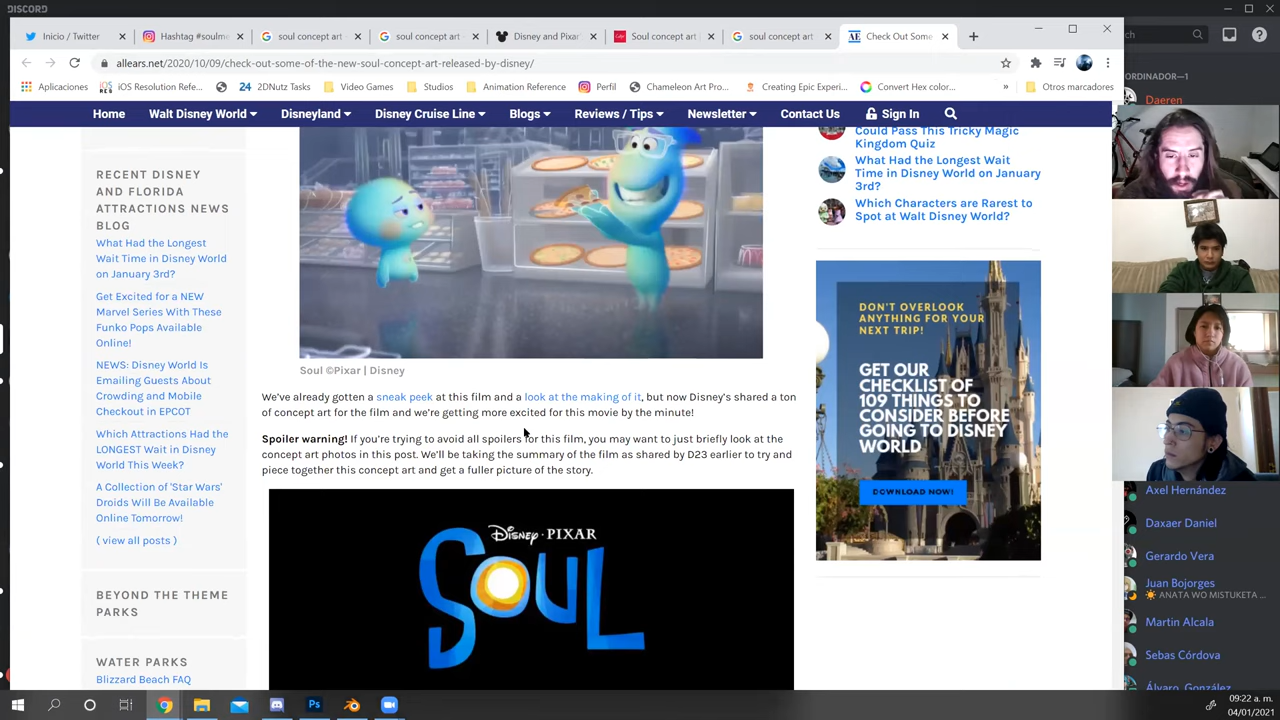 DISCORD
Inicio / Twitter
Hashtag #soulme
soul concept art
soul concept art
Disney and Pixar
Soul concept art
soul concept art
Check Out Some
allears.net/2020/10/09/check-out-some-of-the-new-soul-concept-art-released-by-disney/
Aplicaciones
iOS Resolution Refe...
24 2DNutz Tasks
Video Games
Studios
Animation Reference
Perfil
Chameleon Art Pro...
Creating Epic Experi...
Convert Hex color...
»
Otros marcadores
Home
Walt Disney World
Disneyland
Disney Cruise Line
Blogs
Reviews / Tips
Newsletter
Contact Us
Sign In
RECENT DISNEY
AND FLORIDA
ATTRACTIONS NEWS
BLOG
What Had the Longest
Wait Time in Disney World
on January 3rd?
Get Excited for a NEW
Marvel Series With These
Funko Pops Available
Online!
NEWS: Disney World Is
Emailing Guests About
Crowding and Mobile
Checkout in EPCOT
Which Attractions Had the
LONGEST Wait in Disney
World This Week?
A Collection of 'Star Wars'
Droids Will Be Available
Online Tomorrow!
( view all posts )
BEYOND THE THEME
PARKS
WATER PARKS
Blizzard Beach FAQ
Soul ©Pixar | Disney
We've already gotten a sneak peek at this film and a look at the making of it, but now Disney's shared a ton
of concept art for the film and we're getting more excited for this movie by the minute!
Spoiler warning! If you're trying to avoid all spoilers for this film, you may want to just briefly look at the
concept art photos in this post. We'll be taking the summary of the film as shared by D23 earlier to try and
piece together this concept art and get a fuller picture of the story.
Disney · PIXAR
SOUL
Could Pass This Tricky Magic
Kingdom Quiz
What Had the Longest Wait
Time in Disney World on January
3rd?
Which Characters are Rarest to
Spot at Walt Disney World?
DON'T OVERLOOK
ANYTHING FOR YOUR
NEXT TRIP!
GET OUR
CHECKLIST OF
109 THINGS TO
CONSIDER BEFORE
GOING TO DISNEY
WORLD
DOWNLOAD NOW!
ch
ORDINADOR—1
Daeren
Axel Hernández
Daxaer Daniel
Gerardo Vera
Juan Bojorges
ANATA WO MISTUKETA ...
Martin Alcala
Sebas Córdova
Álvaro González
09:22 a. m.
04/01/2021